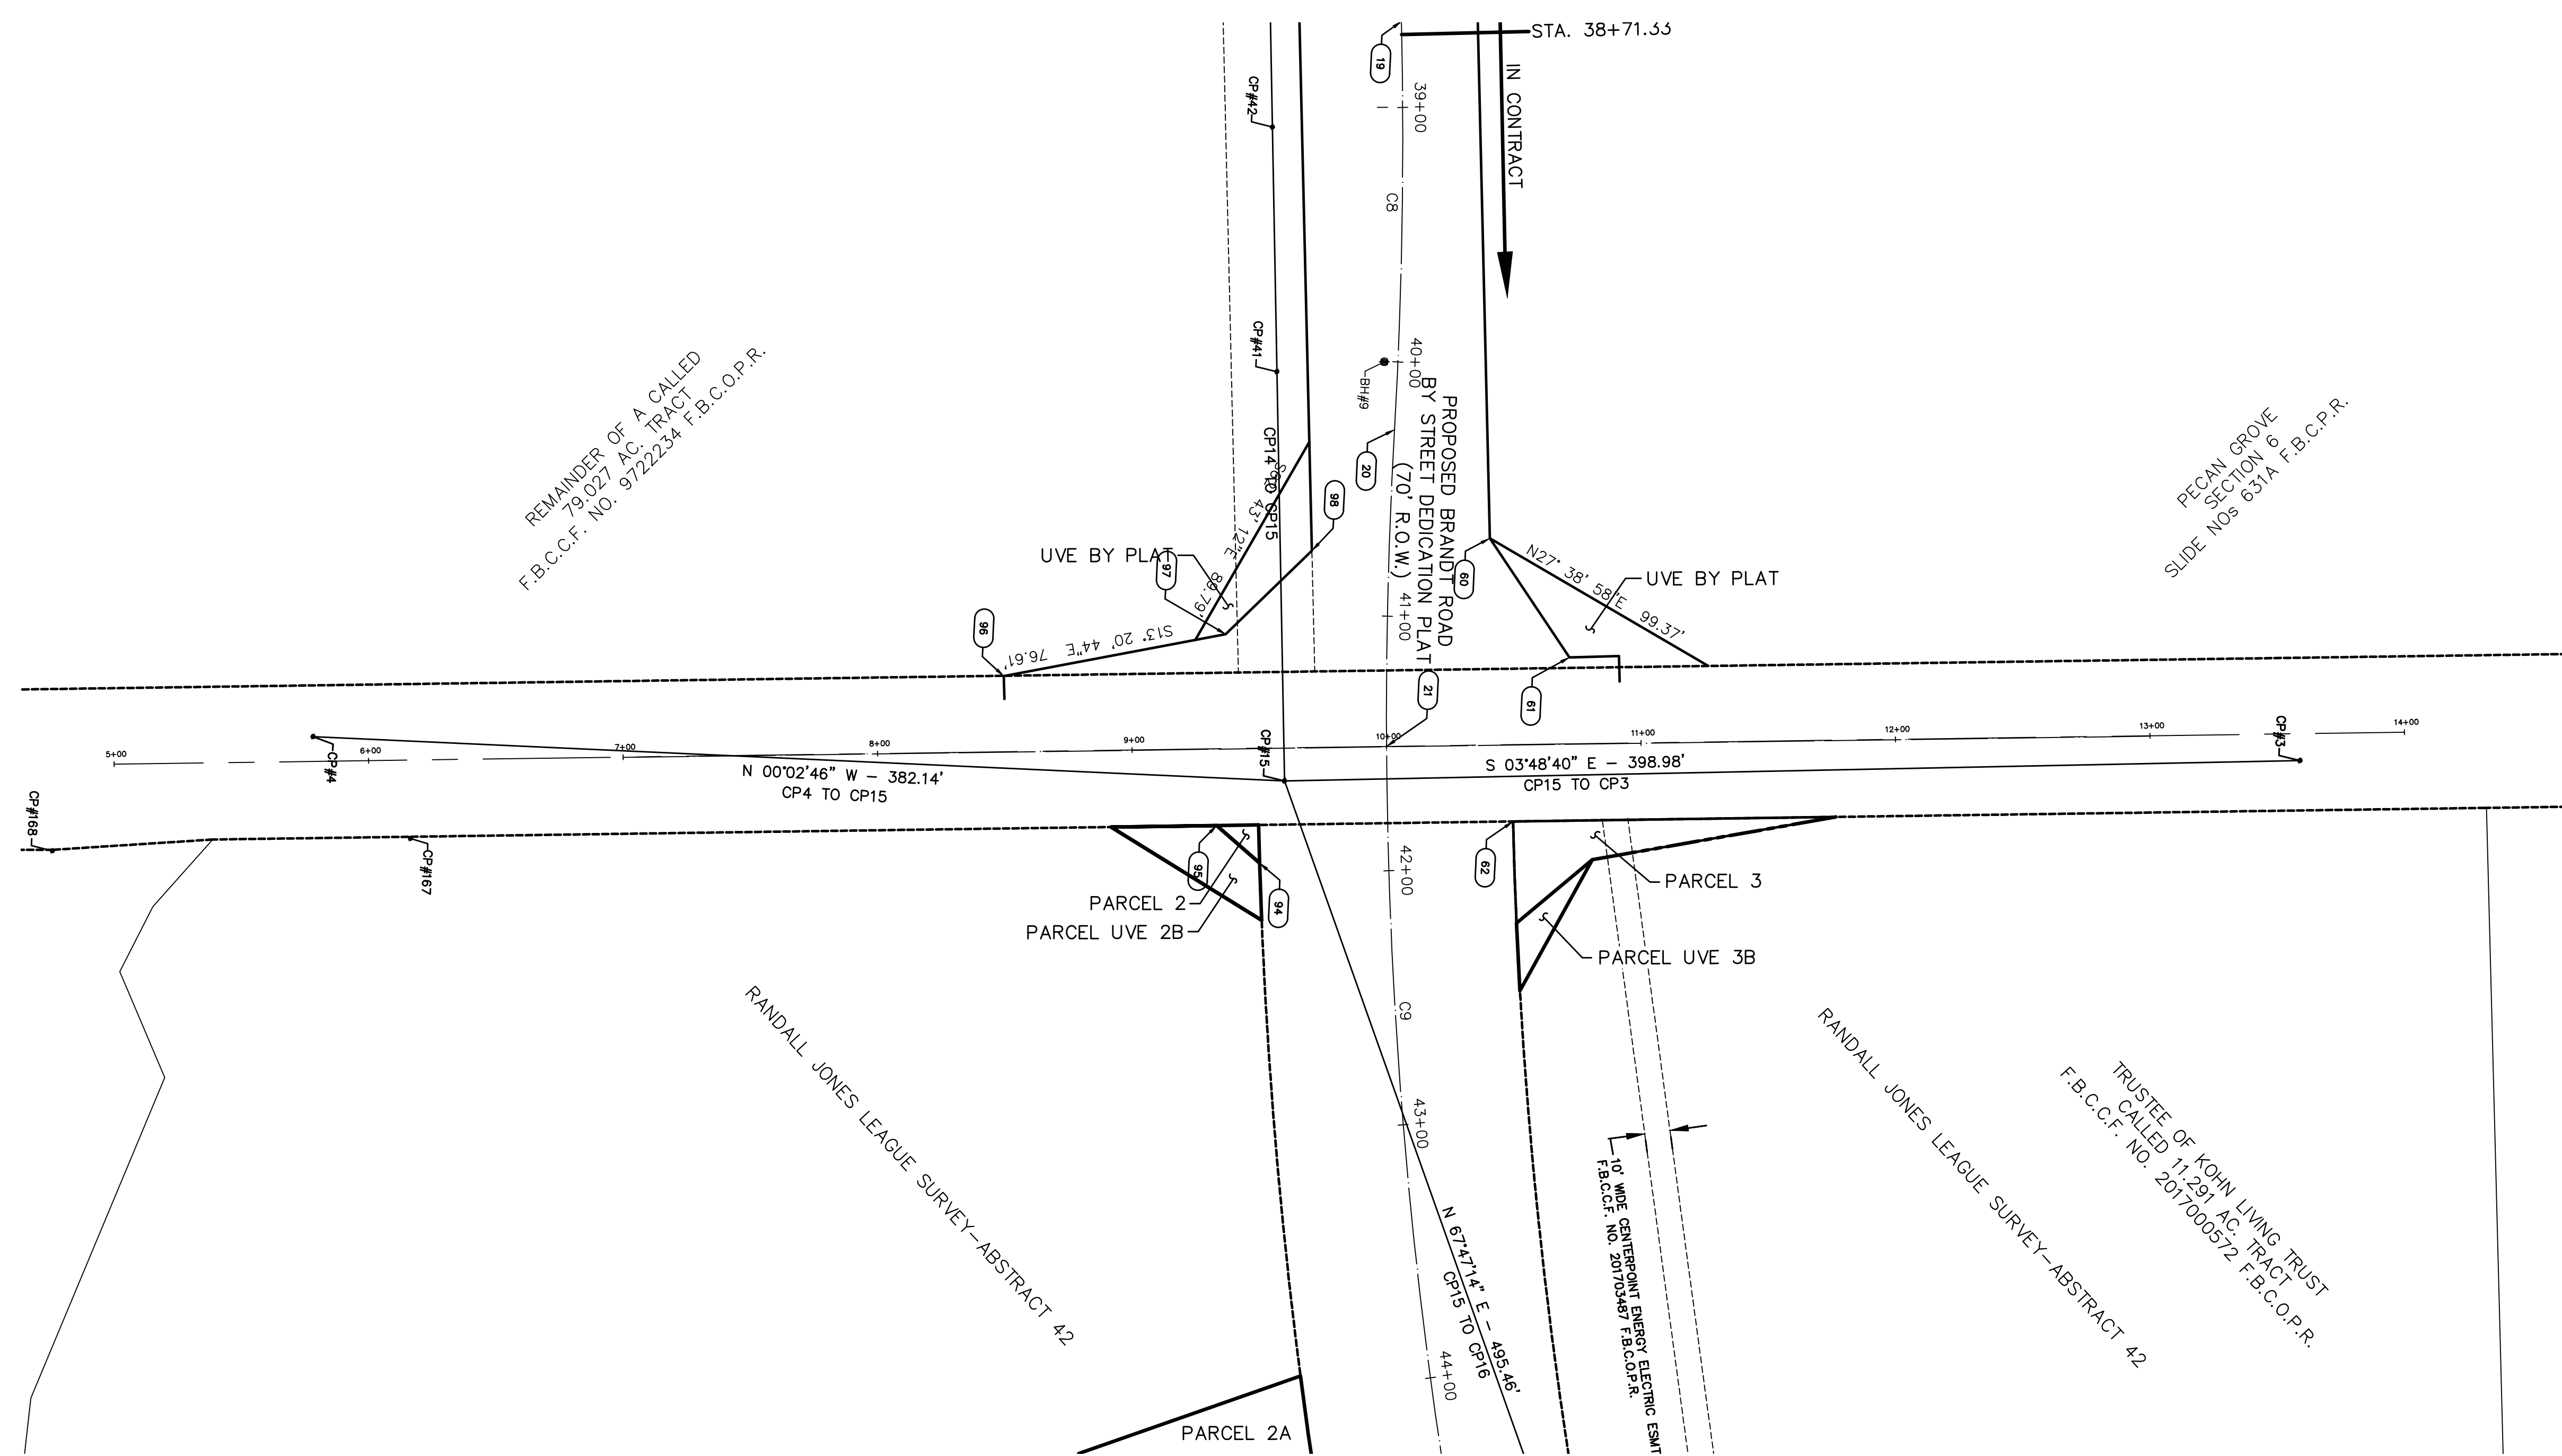 STA. 38+71.33
19
IN CONTRACT
39+00
CP#42
C8
CP#41
40+00
BH#9
PROPOSED BRANDT ROAD
BY STREET DEDICATION PLAT
(70' R.O.W.)
REMAINDER OF A CALLED
79.027 AC. TRACT
F.B.C.C.F. NO. 9722234 F.B.C.O.P.R.
PECAN GROVE
SECTION 6
SLIDE NOs 631A F.B.C.P.R.
CP14 TO CP15
20
98
43' 12"E 89.79'
UVE BY PLAT
97
60
N27° 38' 58"E 99.37'
UVE BY PLAT
41+00
96
S13° 20' 44"E 76.61'
21
61
5+00
6+00
7+00
8+00
9+00
10+00
11+00
12+00
13+00
14+00
CP#4
CP#15
CP#3
N 00°02'46" W - 382.14'
CP4 TO CP15
S 03°48'40" E - 398.98'
CP15 TO CP3
CP#168
CP#167
95
94
62
42+00
PARCEL 2
PARCEL UVE 2B
PARCEL 3
PARCEL UVE 3B
C9
43+00
RANDALL JONES LEAGUE SURVEY-ABSTRACT 42
RANDALL JONES LEAGUE SURVEY-ABSTRACT 42
TRUSTEE OF KOHN LIVING TRUST
CALLED 11.291 AC. TRACT
F.B.C.C.F. NO. 2017000572 F.B.C.O.P.R.
10' WIDE CENTERPOINT ENERGY ELECTRIC ESMT
F.B.C.C.F. NO. 201703487 F.B.C.O.P.R.
N 67°47'14" E - 495.46'
CP15 TO CP16
44+00
PARCEL 2A